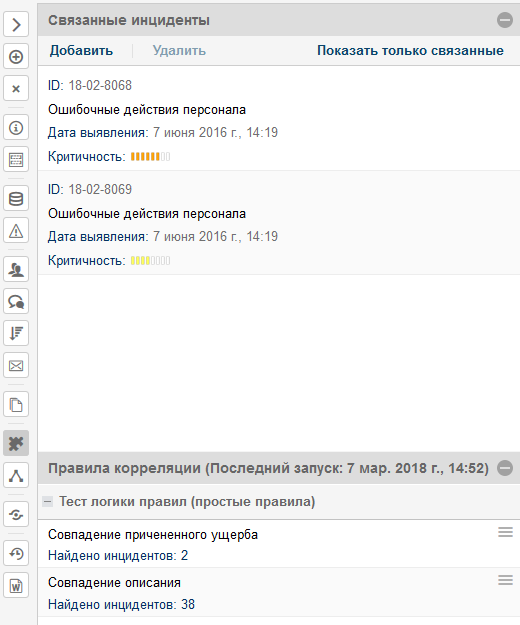 Связанные инциденты
Добавить Удалить Показать только связанные
ID: 18-02-8068
Ошибочные действия персонала
Дата выявления: 7 июня 2016 г., 14:19
Критичность:
ID: 18-02-8069
Ошибочные действия персонала
Дата выявления: 7 июня 2016 г., 14:19
Критичность:
Правила корреляции (Последний запуск: 7 мар. 2018 г., 14:52)
Тест логики правил (простые правила)
Совпадение причененного ущерба
Найдено инцидентов: 2
Совпадение описания
Найдено инцидентов: 38